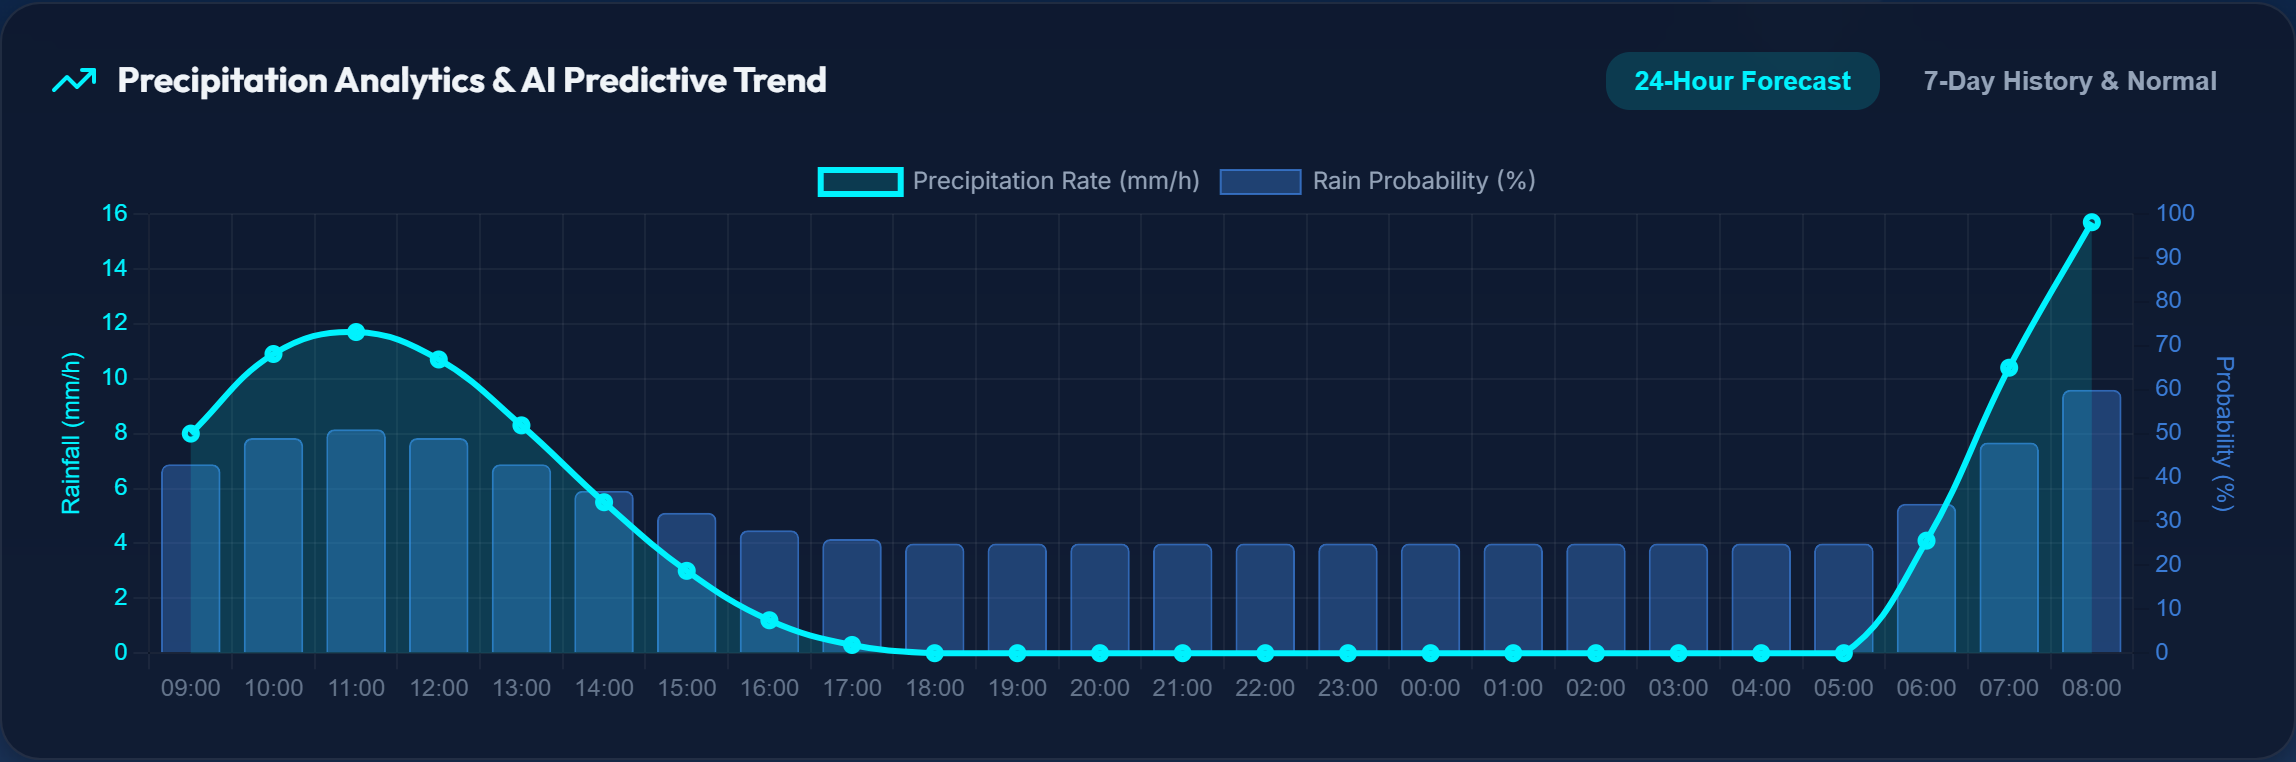 Precipitation Analytics & AI Predictive Trend
24-Hour Forecast
7-Day History & Normal
Precipitation Rate (mm/h)
Rain Probability (%)
Rainfall (mm/h)
16
14
12
10
8
6
4
2
0
100
90
80
70
60
50
40
30
20
10
0
Probability (%)
09:00 10:00 11:00 12:00 13:00 14:00 15:00 16:00 17:00 18:00 19:00 20:00 21:00 22:00 23:00 00:00 01:00 02:00 03:00 04:00 05:00 06:00 07:00 08:00